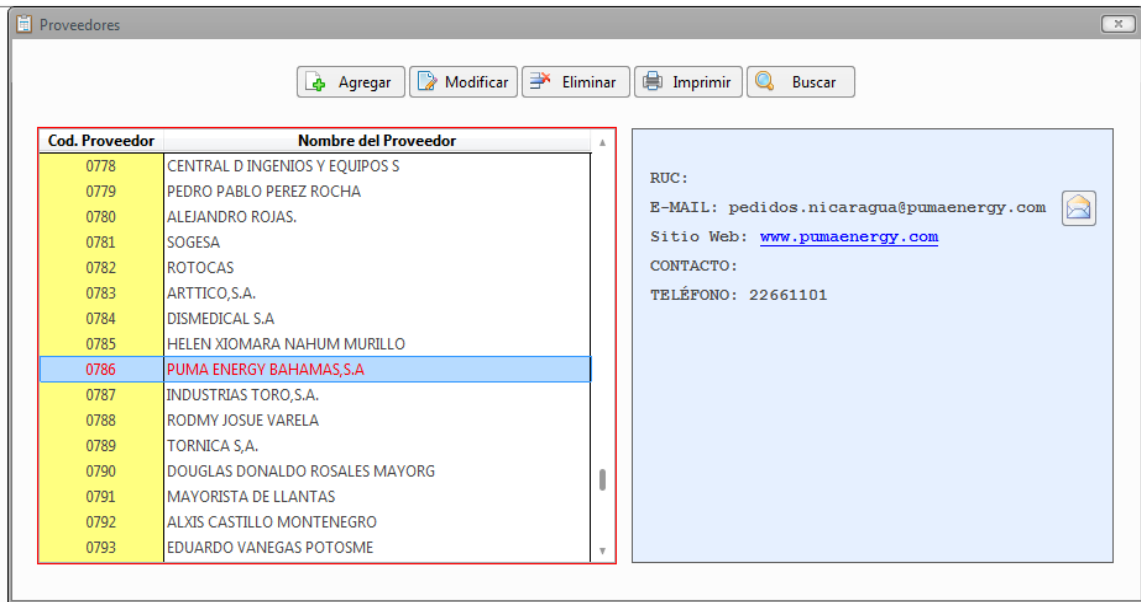 Proveedores
Agregar Modificar Eliminar Imprimir Buscar
Cod. Proveedor Nombre del Proveedor
0778 CENTRAL D INGENIOS Y EQUIPOS S
0779 PEDRO PABLO PEREZ ROCHA
0780 ALEJANDRO ROJAS.
0781 SOGESA
0782 ROTOCAS
0783 ARTTICO,S.A.
0784 DISMEDICAL S.A
0785 HELEN XIOMARA NAHUM MURILLO
0786 PUMA ENERGY BAHAMAS,S.A
0787 INDUSTRIAS TORO,S.A.
0788 RODMY JOSUE VARELA
0789 TORNICA S,A.
0790 DOUGLAS DONALDO ROSALES MAYORG
0791 MAYORISTA DE LLANTAS
0792 ALXIS CASTILLO MONTENEGRO
0793 EDUARDO VANEGAS POTOSME
RUC:
E-MAIL: pedidos.nicaragua@pumaenergy.com
Sitio Web: www.pumaenergy.com
CONTACTO:
TELÉFONO: 22661101